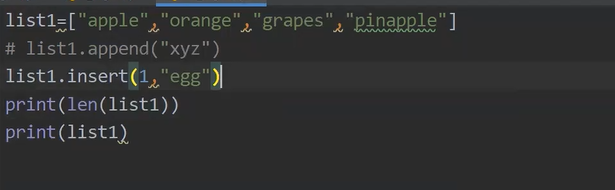 list1=["apple","orange","grapes","pinapple"]
# list1.append("xyz")
list1.insert(1,"egg")
print(len(list1))
print(list1)